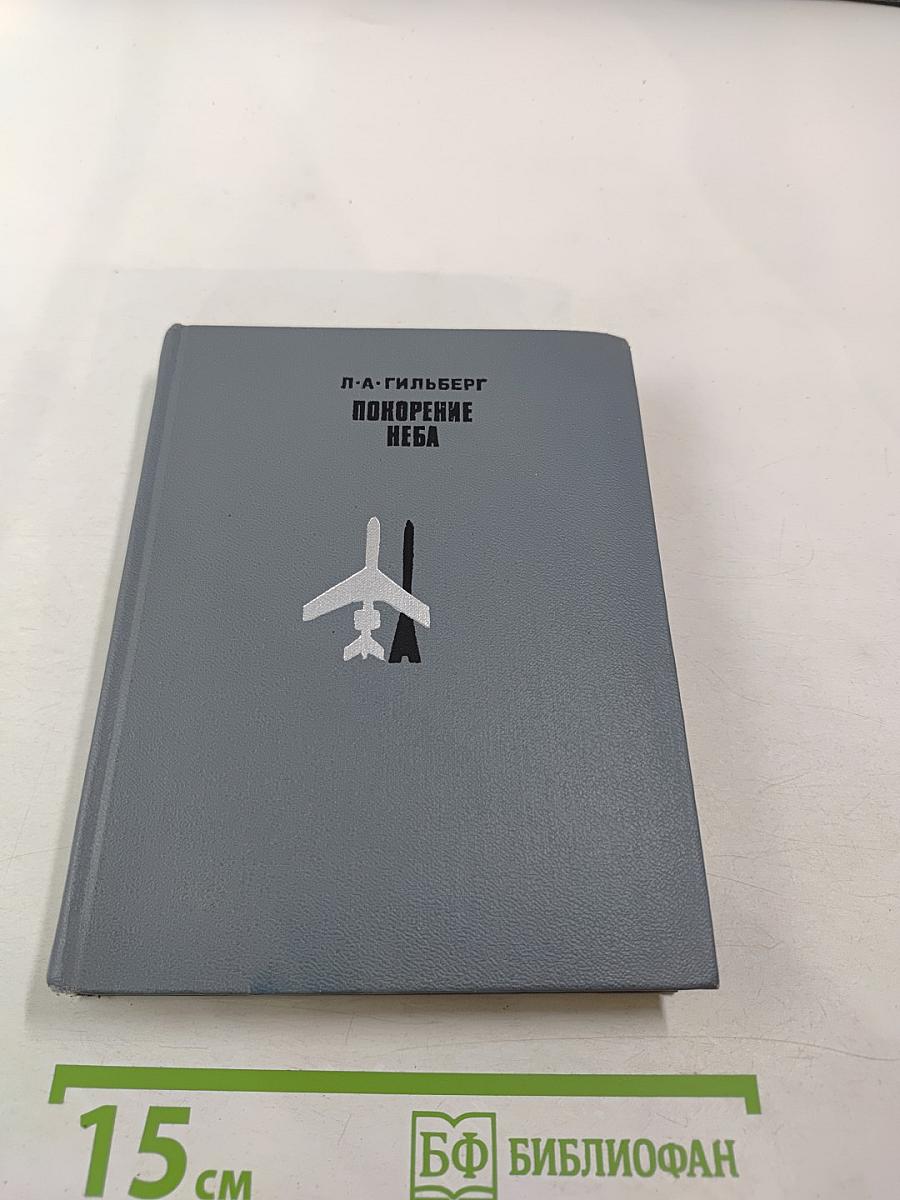 Л·А·ГИЛЬБЕРГ
ПОКОРЕНИЕ
НЕБА
15 см
БФ БИБЛИОФАН